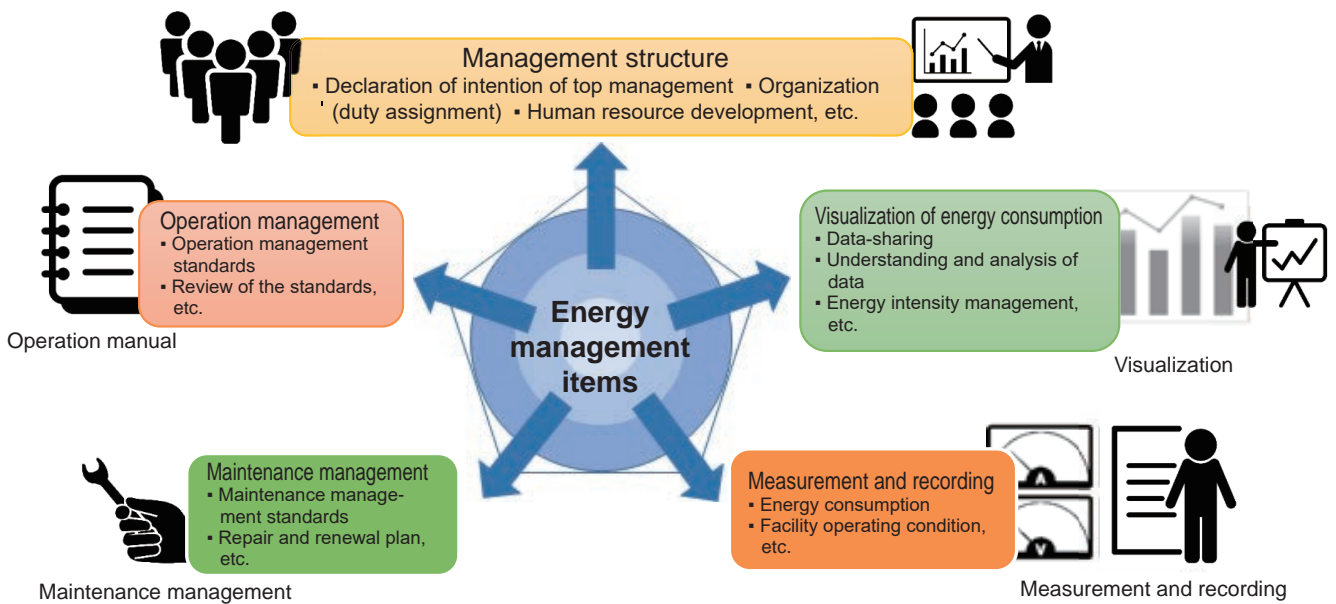 Management structure
▪ Declaration of intention of top management ▪ Organization
(duty assignment) ▪ Human resource development, etc.
Operation management
▪ Operation management
standards
▪ Review of the standards,
etc.
Operation manual
Visualization of energy consumption
▪ Data-sharing
▪ Understanding and analysis of
data
▪ Energy intensity management,
etc.
Visualization
Energy
management
items
Maintenance management
▪ Maintenance manage-
ment standards
▪ Repair and renewal plan,
etc.
Maintenance management
Measurement and recording
▪ Energy consumption
▪ Facility operating condition,
etc.
A
V
Measurement and recording